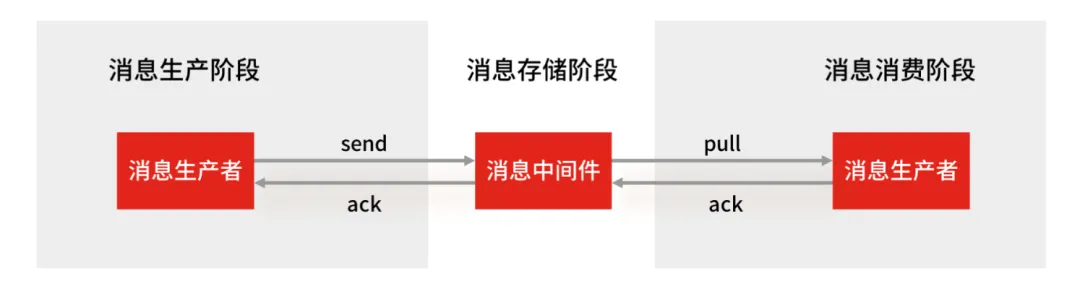 消息生产阶段
消息存储阶段
消息消费阶段
消息生产者
send
ack
消息中间件
pull
ack
消息生产者